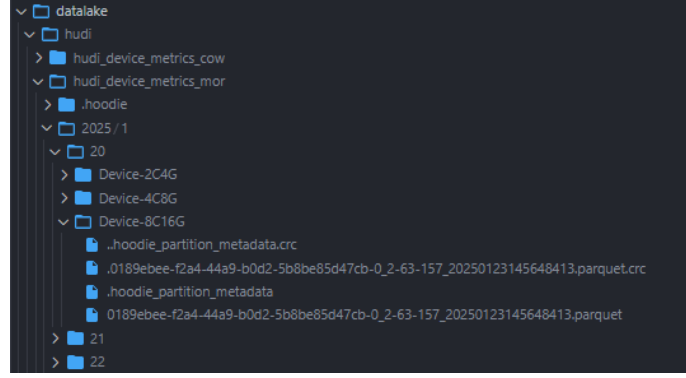 datalake
hudi
hudi_device_metrics_cow
hudi_device_metrics_mor
.hoodie
2025/1
20
Device-2C4G
Device-4C8G
Device-8C16G
..hoodie_partition_metadata.crc
.0189ebee-f2a4-44a9-b0d2-5b8be85d47cb-0_2-63-157_20250123145648413.parquet.crc
.hoodie_partition_metadata
0189ebee-f2a4-44a9-b0d2-5b8be85d47cb-0_2-63-157_20250123145648413.parquet
21
22